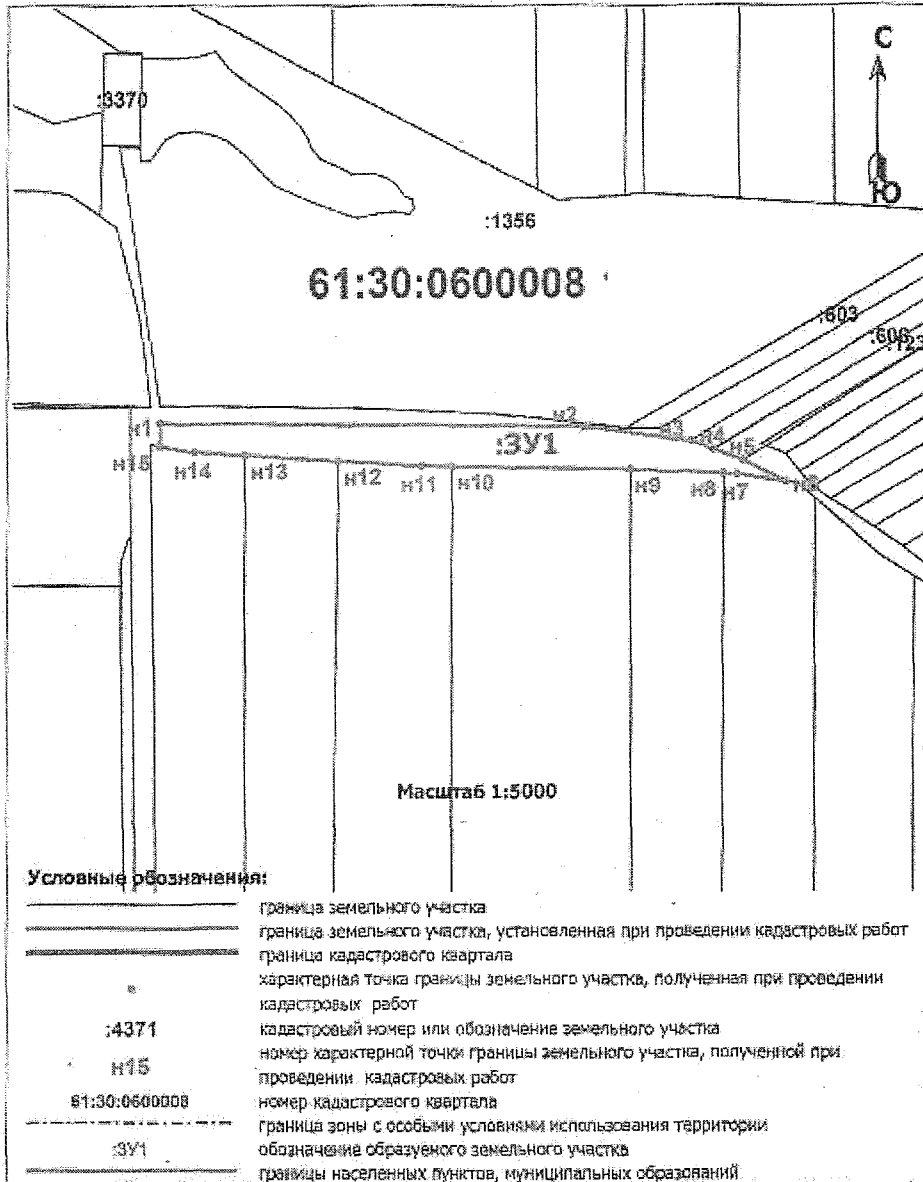 С
:3370
Ю
:1356
61:30:0600008
:603
:606
:123
н1
н2
н3
н4
:ЗУ1
н5
н15
н14
н13
н12
н11
н10
н9
н8
н7
н6
Масштаб 1:5000
Условные обозначения:
граница земельного участка
граница земельного участка, установленная при проведении кадастровых работ
граница кадастрового квартала
характерная точка границы земельного участка, полученная при проведении
кадастровых работ
:4371 кадастровый номер или обозначение земельного участка
н15 номер характерной точки границы земельного участка, полученной при
проведении кадастровых работ
61:30:0600008 номер кадастрового квартала
граница зоны с особыми условиями использования территории
:ЗУ1 обозначение образуемого земельного участка
границы населенных пунктов, муниципальных образований